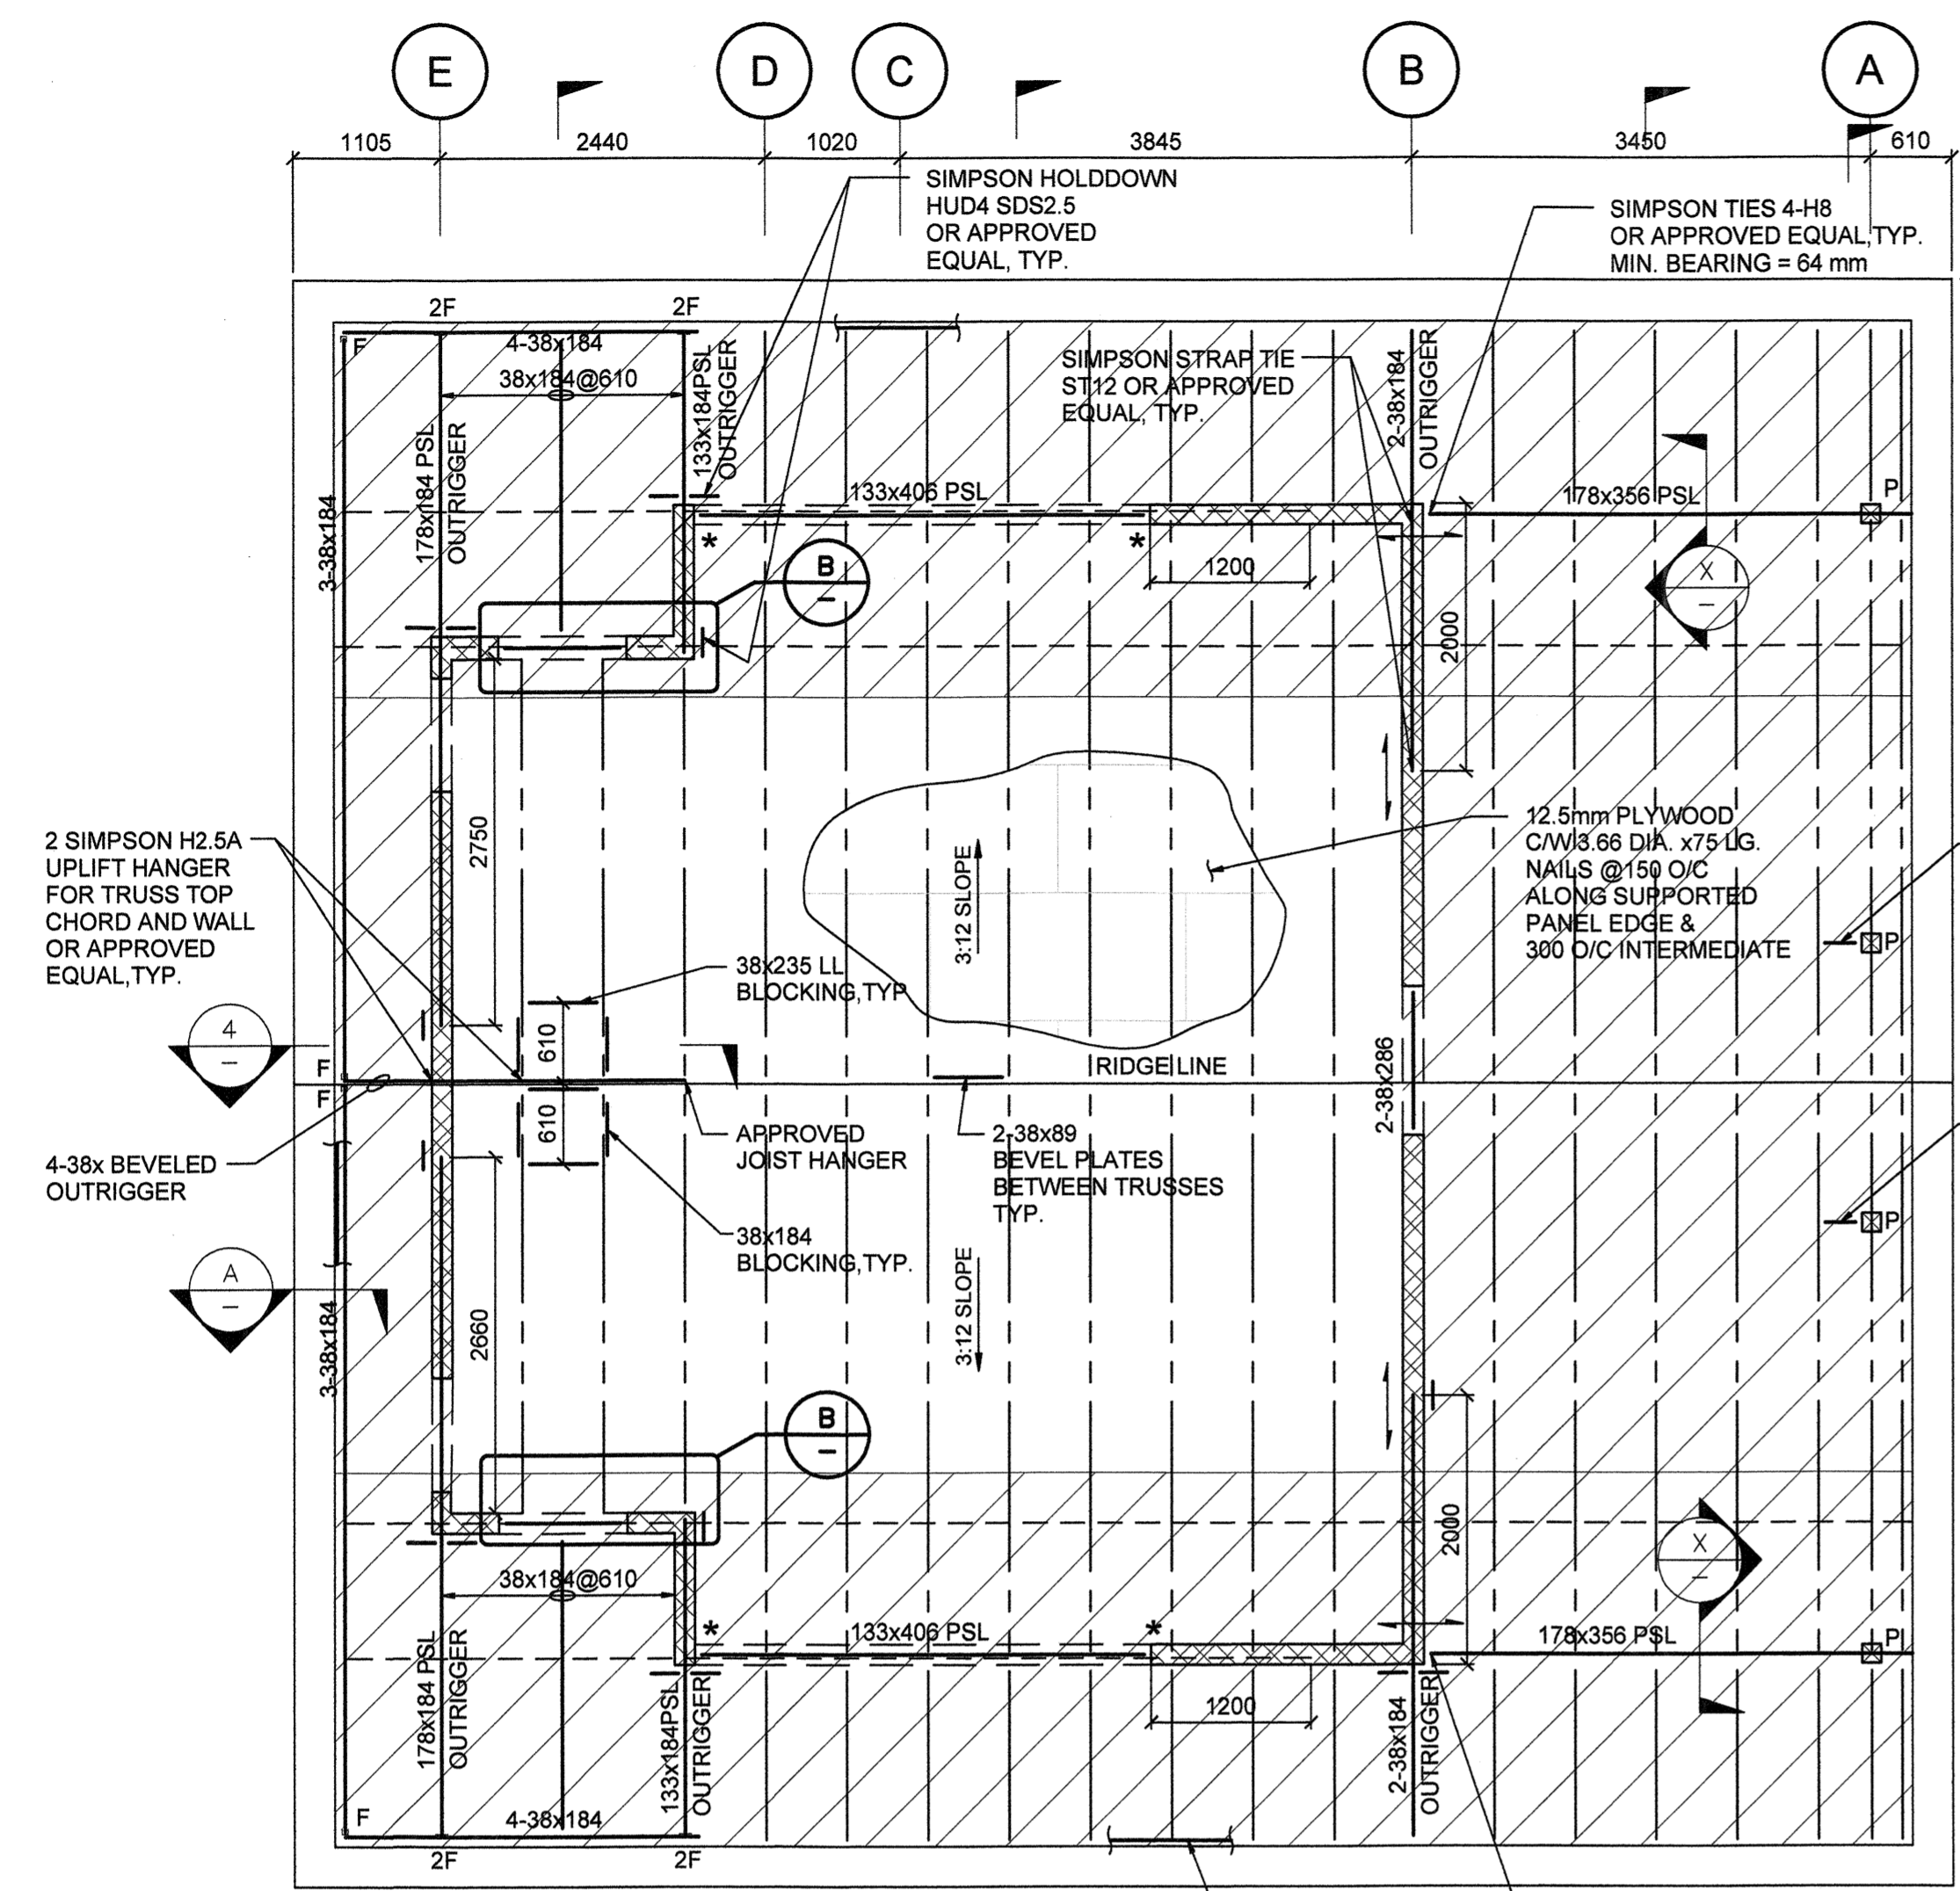 E
D
C
B
A
1105
2440
1020
3845
3450
610
SIMPSON HOLDDOWN
HUD4 SDS2.5
OR APPROVED
EQUAL, TYP.
SIMPSON TIES 4-H8
OR APPROVED EQUAL,TYP.
MIN. BEARING = 64 mm
2F
2F
F
4-38x184
38x184@610
133x184PSL
OUTRIGGER
SIMPSON STRAP TIE
ST12 OR APPROVED
EQUAL, TYP.
2-38x184
OUTRIGGER
178x184 PSL
OUTRIGGER
3-38x184
133x406 PSL
178x356 PSL
P
*
*
B
–
1200
X
–
2000
2 SIMPSON H2.5A
UPLIFT HANGER
FOR TRUSS TOP
CHORD AND WALL
OR APPROVED
EQUAL,TYP.
2750
3:12 SLOPE
12.5mm PLYWOOD
C/W 3.66 DIA. x75 LG.
NAILS @150 O/C
ALONG SUPPORTED
PANEL EDGE &
300 O/C INTERMEDIATE
P
38x235 LL
BLOCKING,TYP
4
–
610
RIDGE LINE
F
F
2-38x286
610
APPROVED
JOIST HANGER
2-38x89
BEVEL PLATES
BETWEEN TRUSSES
TYP.
4-38x BEVELED
OUTRIGGER
P
38x184
BLOCKING,TYP.
A
–
3-38x184
2660
3:12 SLOPE
B
–
2000
X
–
38x184@610
*
133x406 PSL
*
178x356 PSL
P
178x184 PSL
OUTRIGGER
133x184PSL
OUTRIGGER
1200
2-38x184
OUTRIGGER
F
4-38x184
2F
2F